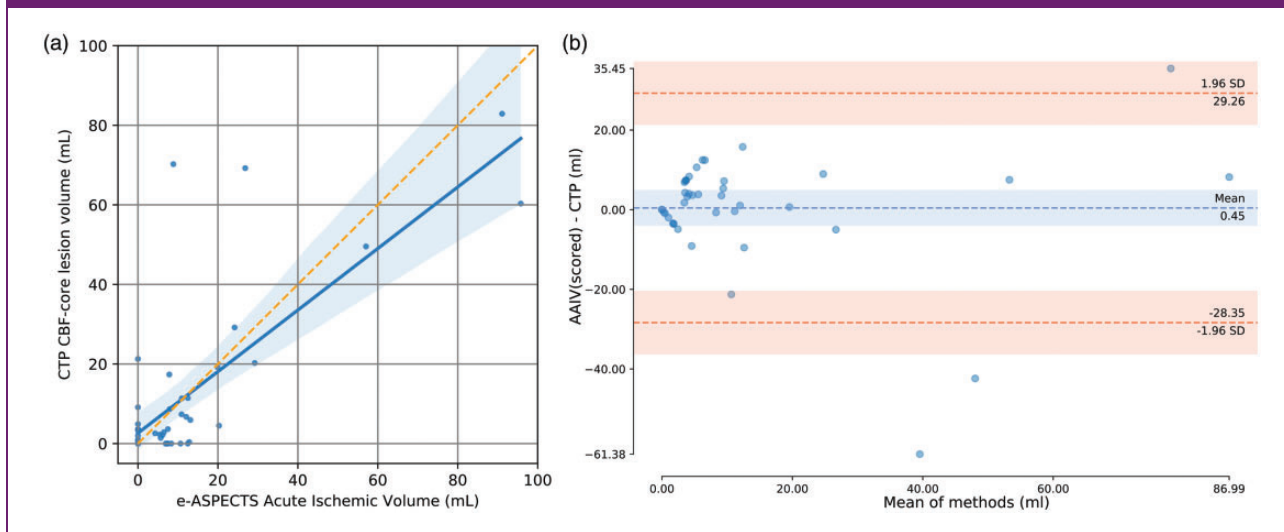 (a)
100
80
60
40
20
0
CTP CBF-core lesion volume (mL)
0 20 40 60 80 100
e-ASPECTS Acute Ischemic Volume (mL)
(b)
35.45
20.00
0.00
−20.00
−40.00
−61.38
AAIV(scored) - CTP (ml)
1.96 SD
29.26
Mean
0.45
-28.35
-1.96 SD
0.00 20.00 40.00 60.00 86.99
Mean of methods (ml)